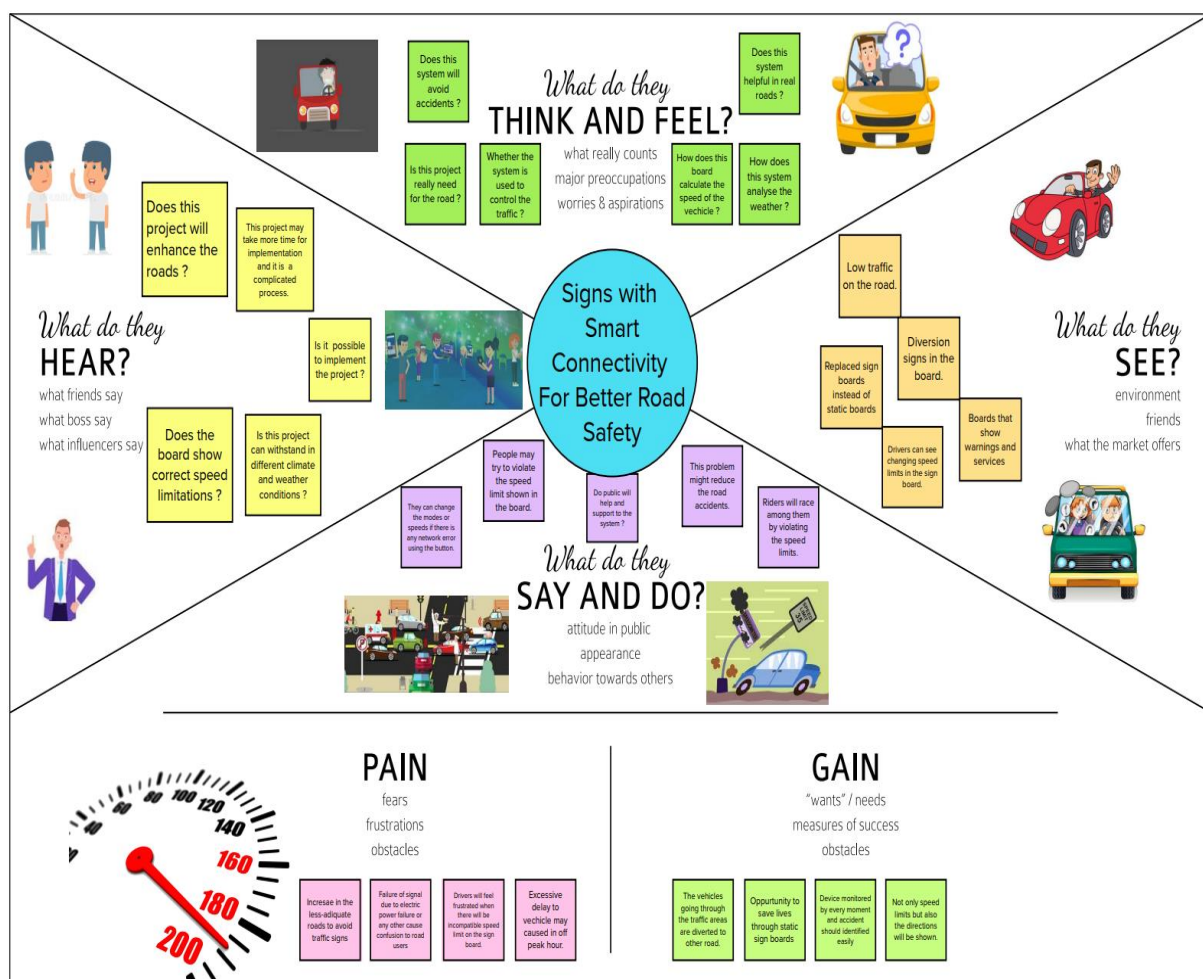 Does this
system will
avoid
accidents ?
Does this
system
helpful in real
roads ?
?
What do they
THINK AND FEEL?
what really counts
major preoccupations
worries & aspirations
Is this project
really need
for the road ?
Whether the
system is
used to
control the
traffic ?
How does this
board
calculate the
speed of the
vechicle ?
How does
this system
analyse the
weather ?
Does this
project will
enhance the
roads ?
This project may
take more time for
implementation
and it is a
complicated
process.
Is it possible
to implement
the project ?
What do they
HEAR?
what friends say
what boss say
what influencers say
Does the
board show
correct speed
limitations ?
Is this project
can withstand in
different climate
and weather
conditions ?
Signs with
Smart
Connectivity
For Better Road
Safety
Low traffic
on the road.
Diversion
signs in the
board.
Replaced sign
boards
instead of
static boards
Boards that
show
warnings and
services
Drivers can see
changing speed
limits in the sign
board.
What do they
SEE?
environment
friends
what the market offers
They can change
the modes or
speeds if there is
any network error
using the button.
People may
try to violate
the speed
limit shown in
the board.
Do public will
help and
support to the
system ?
This problem
might reduce
the road
accidents.
Riders will race
among them
by violating
the speed
limits.
What do they
SAY AND DO?
attitude in public
appearance
behavior towards others
SPEED
LIMIT
35
PAIN
fears
frustrations
obstacles
40
60
80
100
120
140
160
180
200
Incresae in the
less-adiquate
roads to avoid
traffic signs
Failure of signal
due to electric
power failure or
any other cause
confusion to road
users
Drivers will feel
frustrated when
there will be
incompatible speed
limit on the sign
board.
Excessive
delay to
vechicle may
caused in off
peak hour.
GAIN
"wants" / needs
measures of success
obstacles
The vehicles
going through
the traffic areas
are diverted to
other road.
Opportunity to
save lives
through static
sign boards
Device monitored
by every moment
and accident
should identified
easily
Not only speed
limits but also
the directions
will be shown.